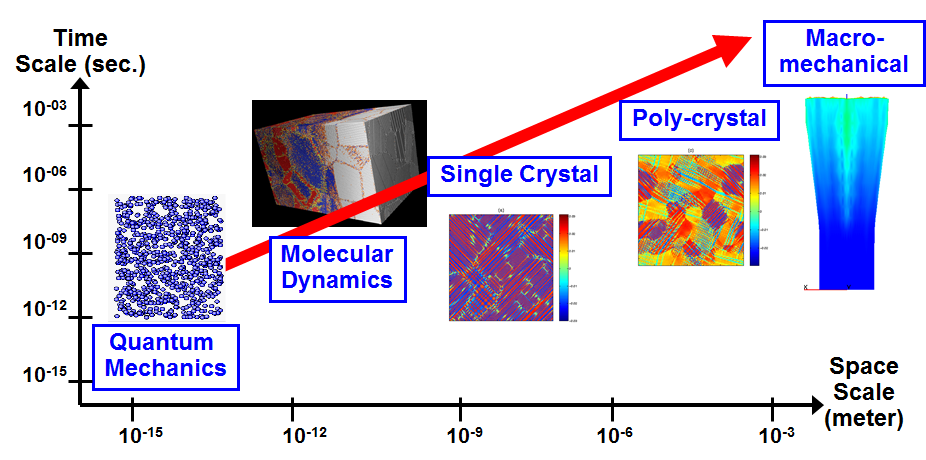 Time
Scale (sec.)
10-03
10-06
10-09
10-12
10-15
Quantum
Mechanics
Molecular
Dynamics
Single Crystal
Poly-crystal
Macro-
mechanical
Space
Scale
(meter)
10-15
10-12
10-9
10-6
10-3